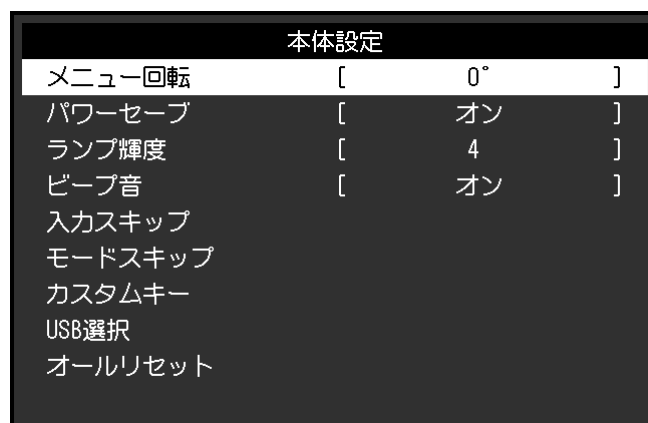 本体設定
メニュー回転 [ 0° ]
パワーセーブ [ オン ]
ランプ輝度 [ 4 ]
ビープ音 [ オン ]
入力スキップ
モードスキップ
カスタムキー
USB選択
オールリセット